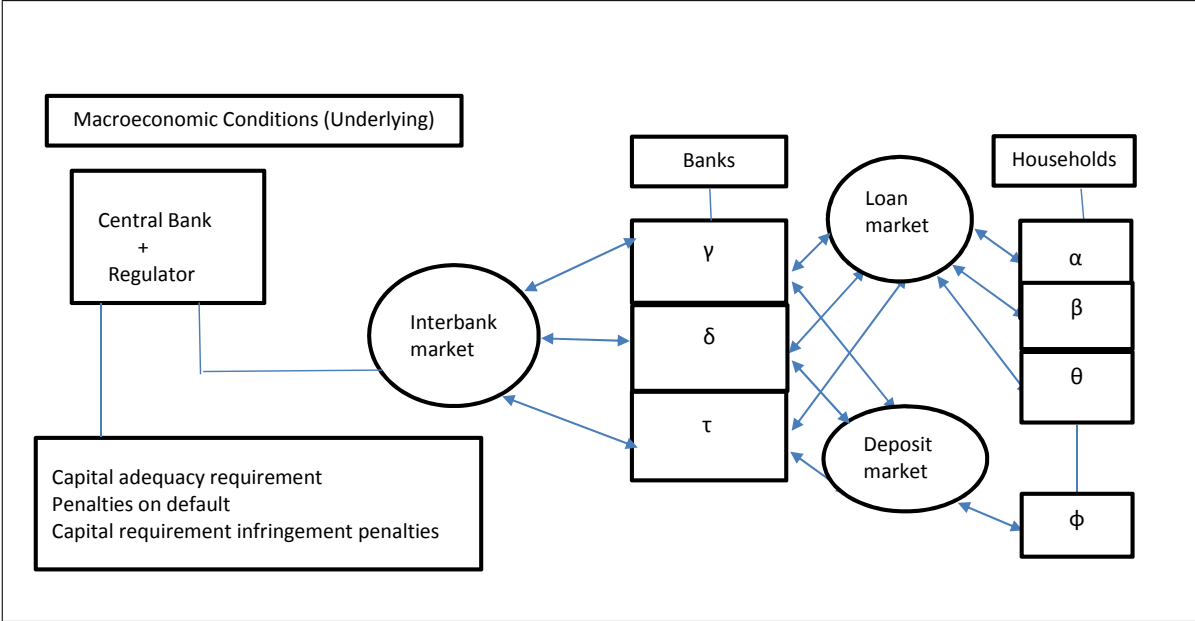 Macroeconomic Conditions (Underlying)
Central Bank
+
Regulator
Interbank
market
Capital adequacy requirement
Penalties on default
Capital requirement infringement penalties
Banks
γ
δ
τ
Loan
market
Deposit
market
Households
α
β
θ
ϕ